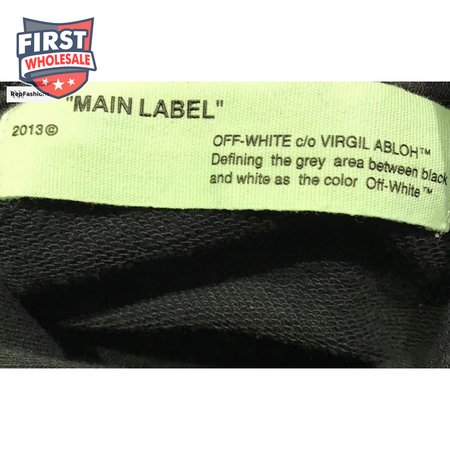 FIRST
WHOLESALE
RepFashion
"MAIN LABEL"
2013©
OFF-WHITE c/o VIRGIL ABLOH™
Defining the grey area between black
and white as the color Off-White™